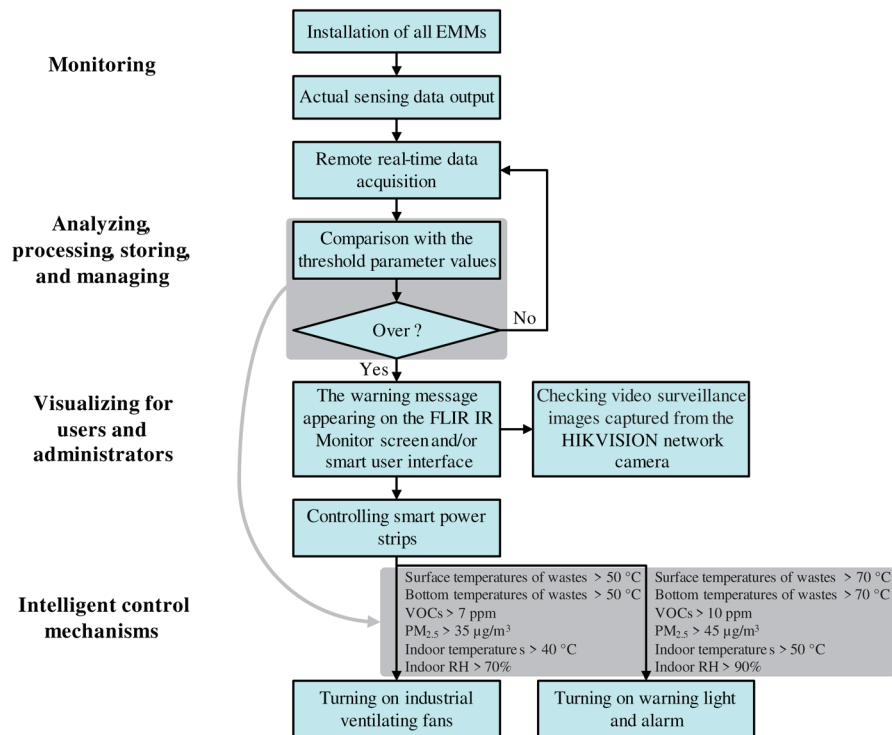 Installation of all EMMs
Monitoring
Actual sensing data output
Remote real-time data
acquisition
Analyzing,
processing, storing,
and managing
Comparison with the
threshold parameter values
Over ?
No
Yes
Visualizing for
users and
administrators
The warning message
appearing on the FLIR IR
Monitor screen and/or
smart user interface
Checking video surveillance
images captured from the
HIKVISION network
camera
Controlling smart power
strips
Intelligent control
mechanisms
Surface temperatures of wastes > 50 °C
Bottom temperatures of wastes > 50 °C
VOCs > 7 ppm
PM2.5 > 35 µg/m³
Indoor temperatures > 40 °C
Indoor RH > 70%
Surface temperatures of wastes > 70 °C
Bottom temperatures of wastes > 70 °C
VOCs > 10 ppm
PM2.5 > 45 µg/m³
Indoor temperatures > 50 °C
Indoor RH > 90%
Turning on industrial
ventilating fans
Turning on warning light
and alarm